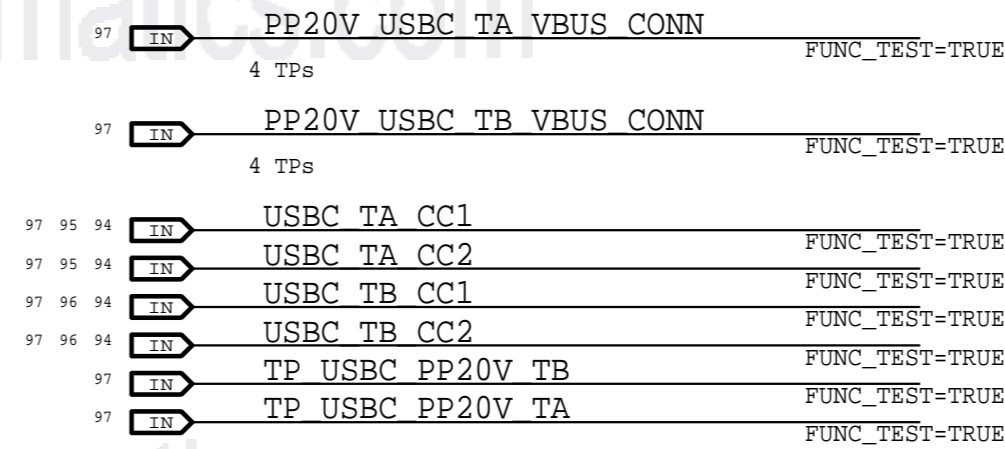 97 IN PP20V_USBC_TA_VBUS_CONN FUNC_TEST=TRUE
4 TPs
97 IN PP20V_USBC_TB_VBUS_CONN FUNC_TEST=TRUE
4 TPs
97 95 94 IN USBC_TA_CC1 FUNC_TEST=TRUE
97 95 94 IN USBC_TA_CC2 FUNC_TEST=TRUE
97 96 94 IN USBC_TB_CC1 FUNC_TEST=TRUE
97 96 94 IN USBC_TB_CC2 FUNC_TEST=TRUE
97 IN TP_USBC_PP20V_TB FUNC_TEST=TRUE
97 IN TP_USBC_PP20V_TA FUNC_TEST=TRUE